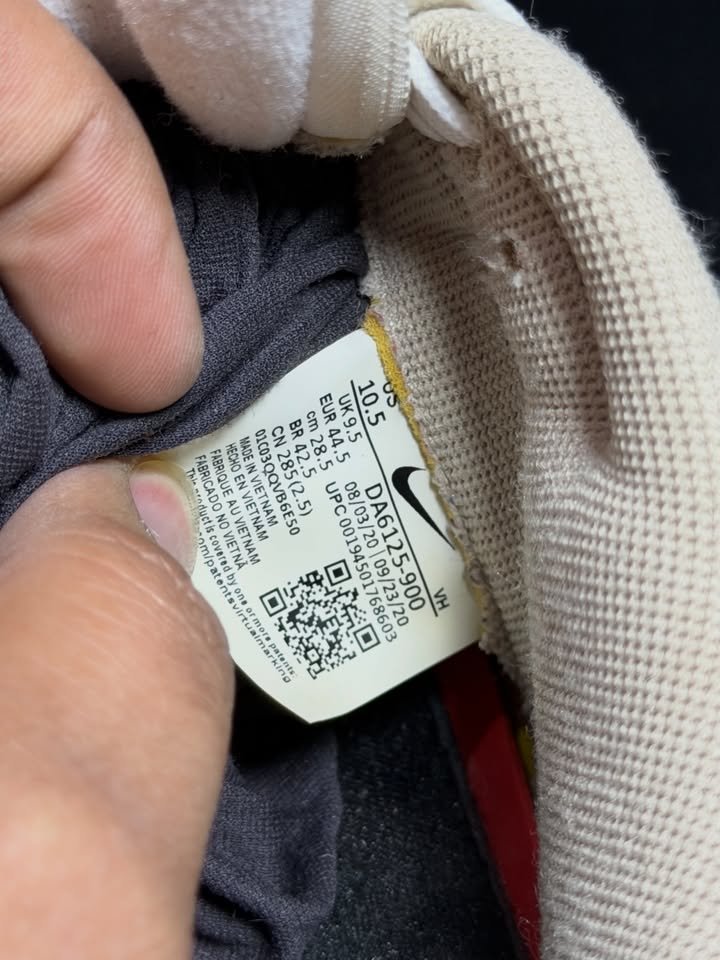 US
10.5
UK 9.5
EUR 44.5
cm 28.5
BR 42.5
CN 285(2.5)
01C03QQVB6E50
MADE IN VIETNAM
HECHO EN VIETNAM
FABRIQUE AU VIETNAM
FABRICADO NO VIETNÃ
This product is covered by one or more patents
.com/patentsvirtualmarking
VH
DA6125-900
08/03/20 | 09/23/20
UPC 00194501768603